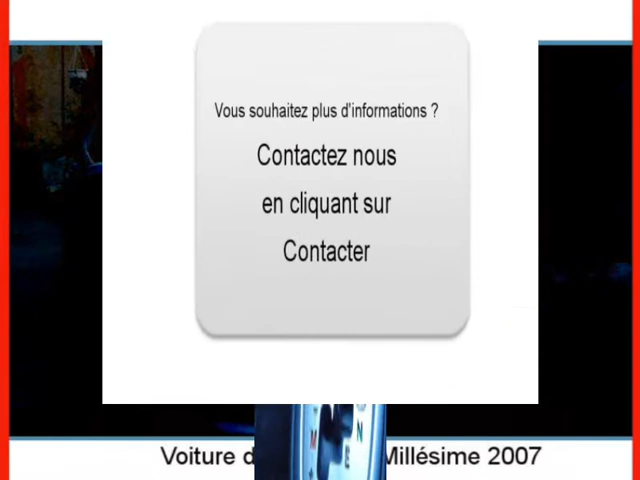 Vous souhaitez plus d'informations ?
Contactez nous
en cliquant sur
Contacter
M
N
E
Voiture d
Millésime 2007